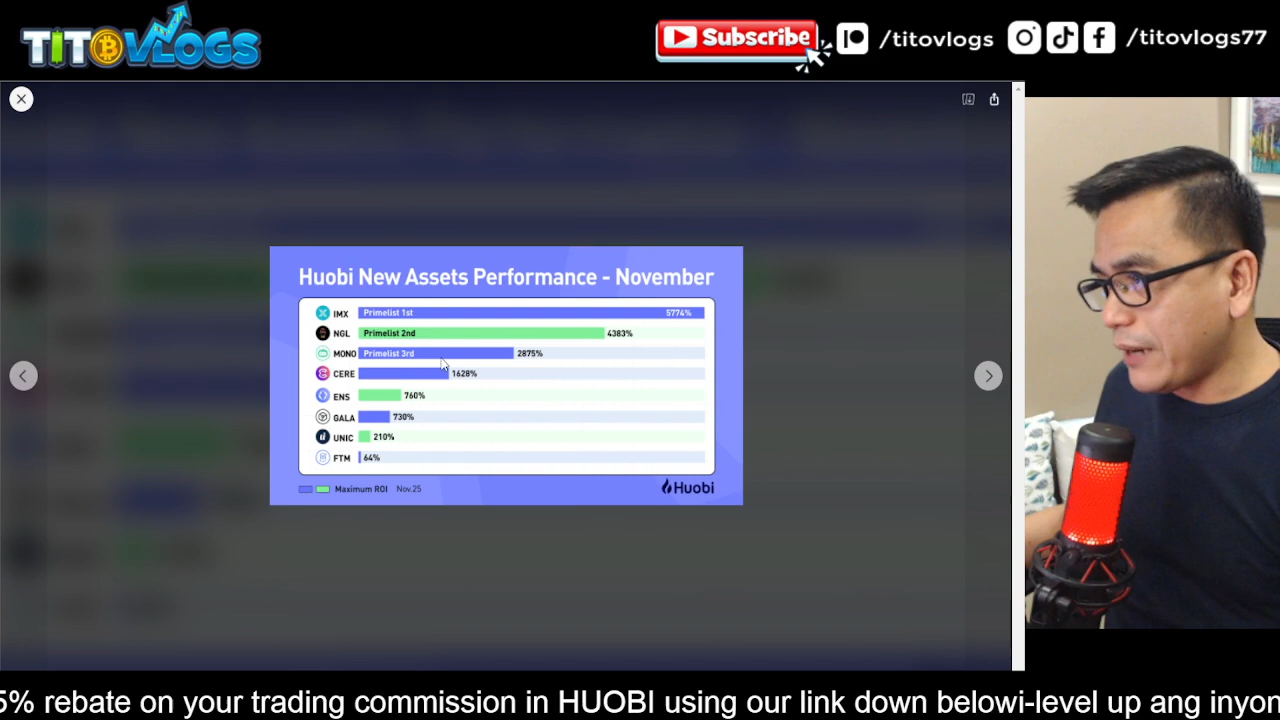 TITOVLOGS
Subscribe
/titovlogs
/titovlogs77
Huobi New Assets Performance - November
IMX Primelist 1st 5774%
NGL Primelist 2nd 4383%
MONO Primelist 3rd 2875%
CERE 1628%
ENS 760%
GALA 730%
UNIC 210%
FTM 64%
Maximum ROI Nov.25
Huobi
5% rebate on your trading commission in HUOBI using our link down belowi-level up ang inyon